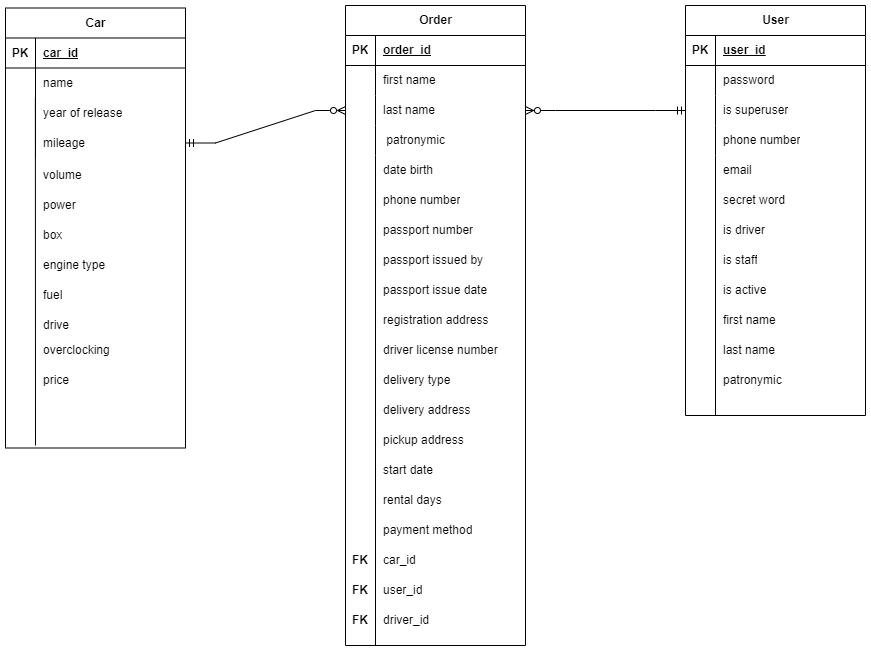 Car
PK car_id
name
year of release
mileage
volume
power
box
engine type
fuel
drive
overclocking
price
Order
PK order_id
first name
last name
patronymic
date birth
phone number
passport number
passport issued by
passport issue date
registration address
driver license number
delivery type
delivery address
pickup address
start date
rental days
payment method
FK car_id
FK user_id
FK driver_id
User
PK user_id
password
is superuser
phone number
email
secret word
is driver
is staff
is active
first name
last name
patronymic